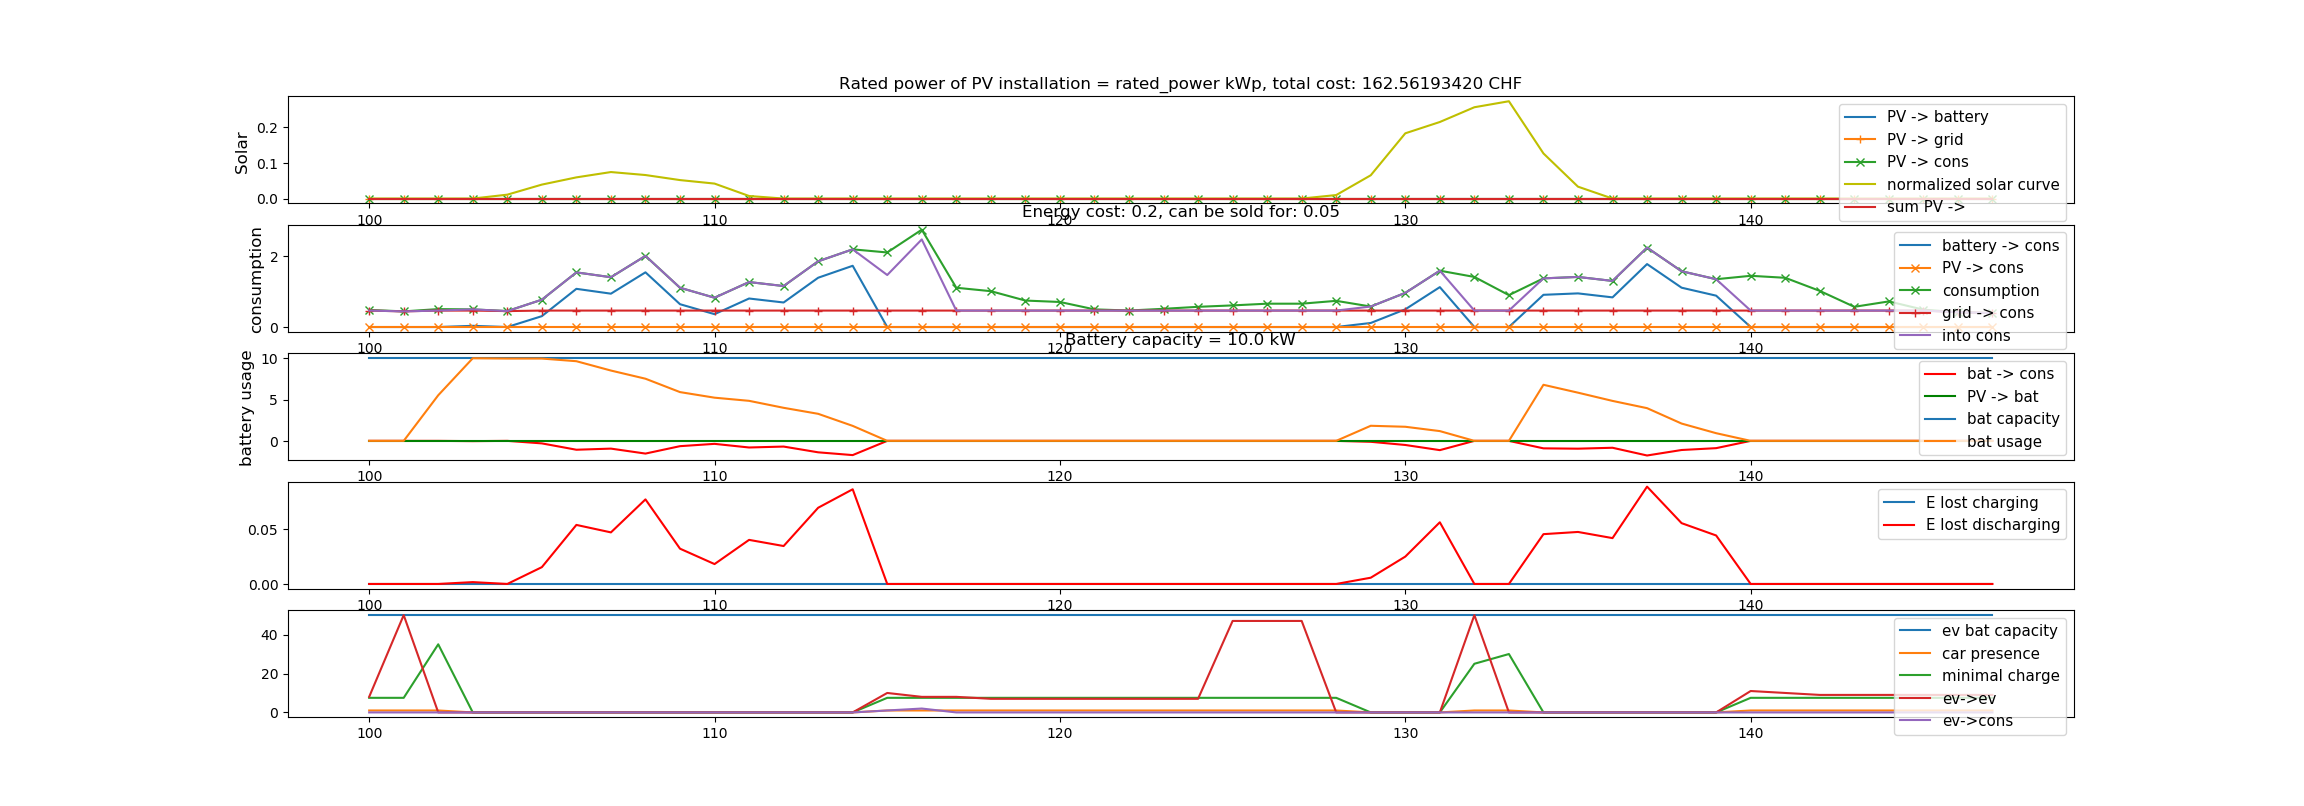 Rated power of PV installation = rated_power kWp, total cost: 162.56193420 CHF
Solar
0.2
0.1
0.0
PV -> battery
PV -> grid
PV -> cons
normalized solar curve
sum PV ->
100 110 120 130 140
Energy cost: 0.2, can be sold for: 0.05
consumption
2
0
battery -> cons
PV -> cons
consumption
grid -> cons
into cons
100 110 120 130 140
Battery capacity = 10.0 kW
battery usage
10
5
0
bat -> cons
PV -> bat
bat capacity
bat usage
100 110 120 130 140
0.05
0.00
E lost charging
E lost discharging
100 110 120 130 140
40
20
0
ev bat capacity
car presence
minimal charge
ev->ev
ev->cons
100 110 120 130 140